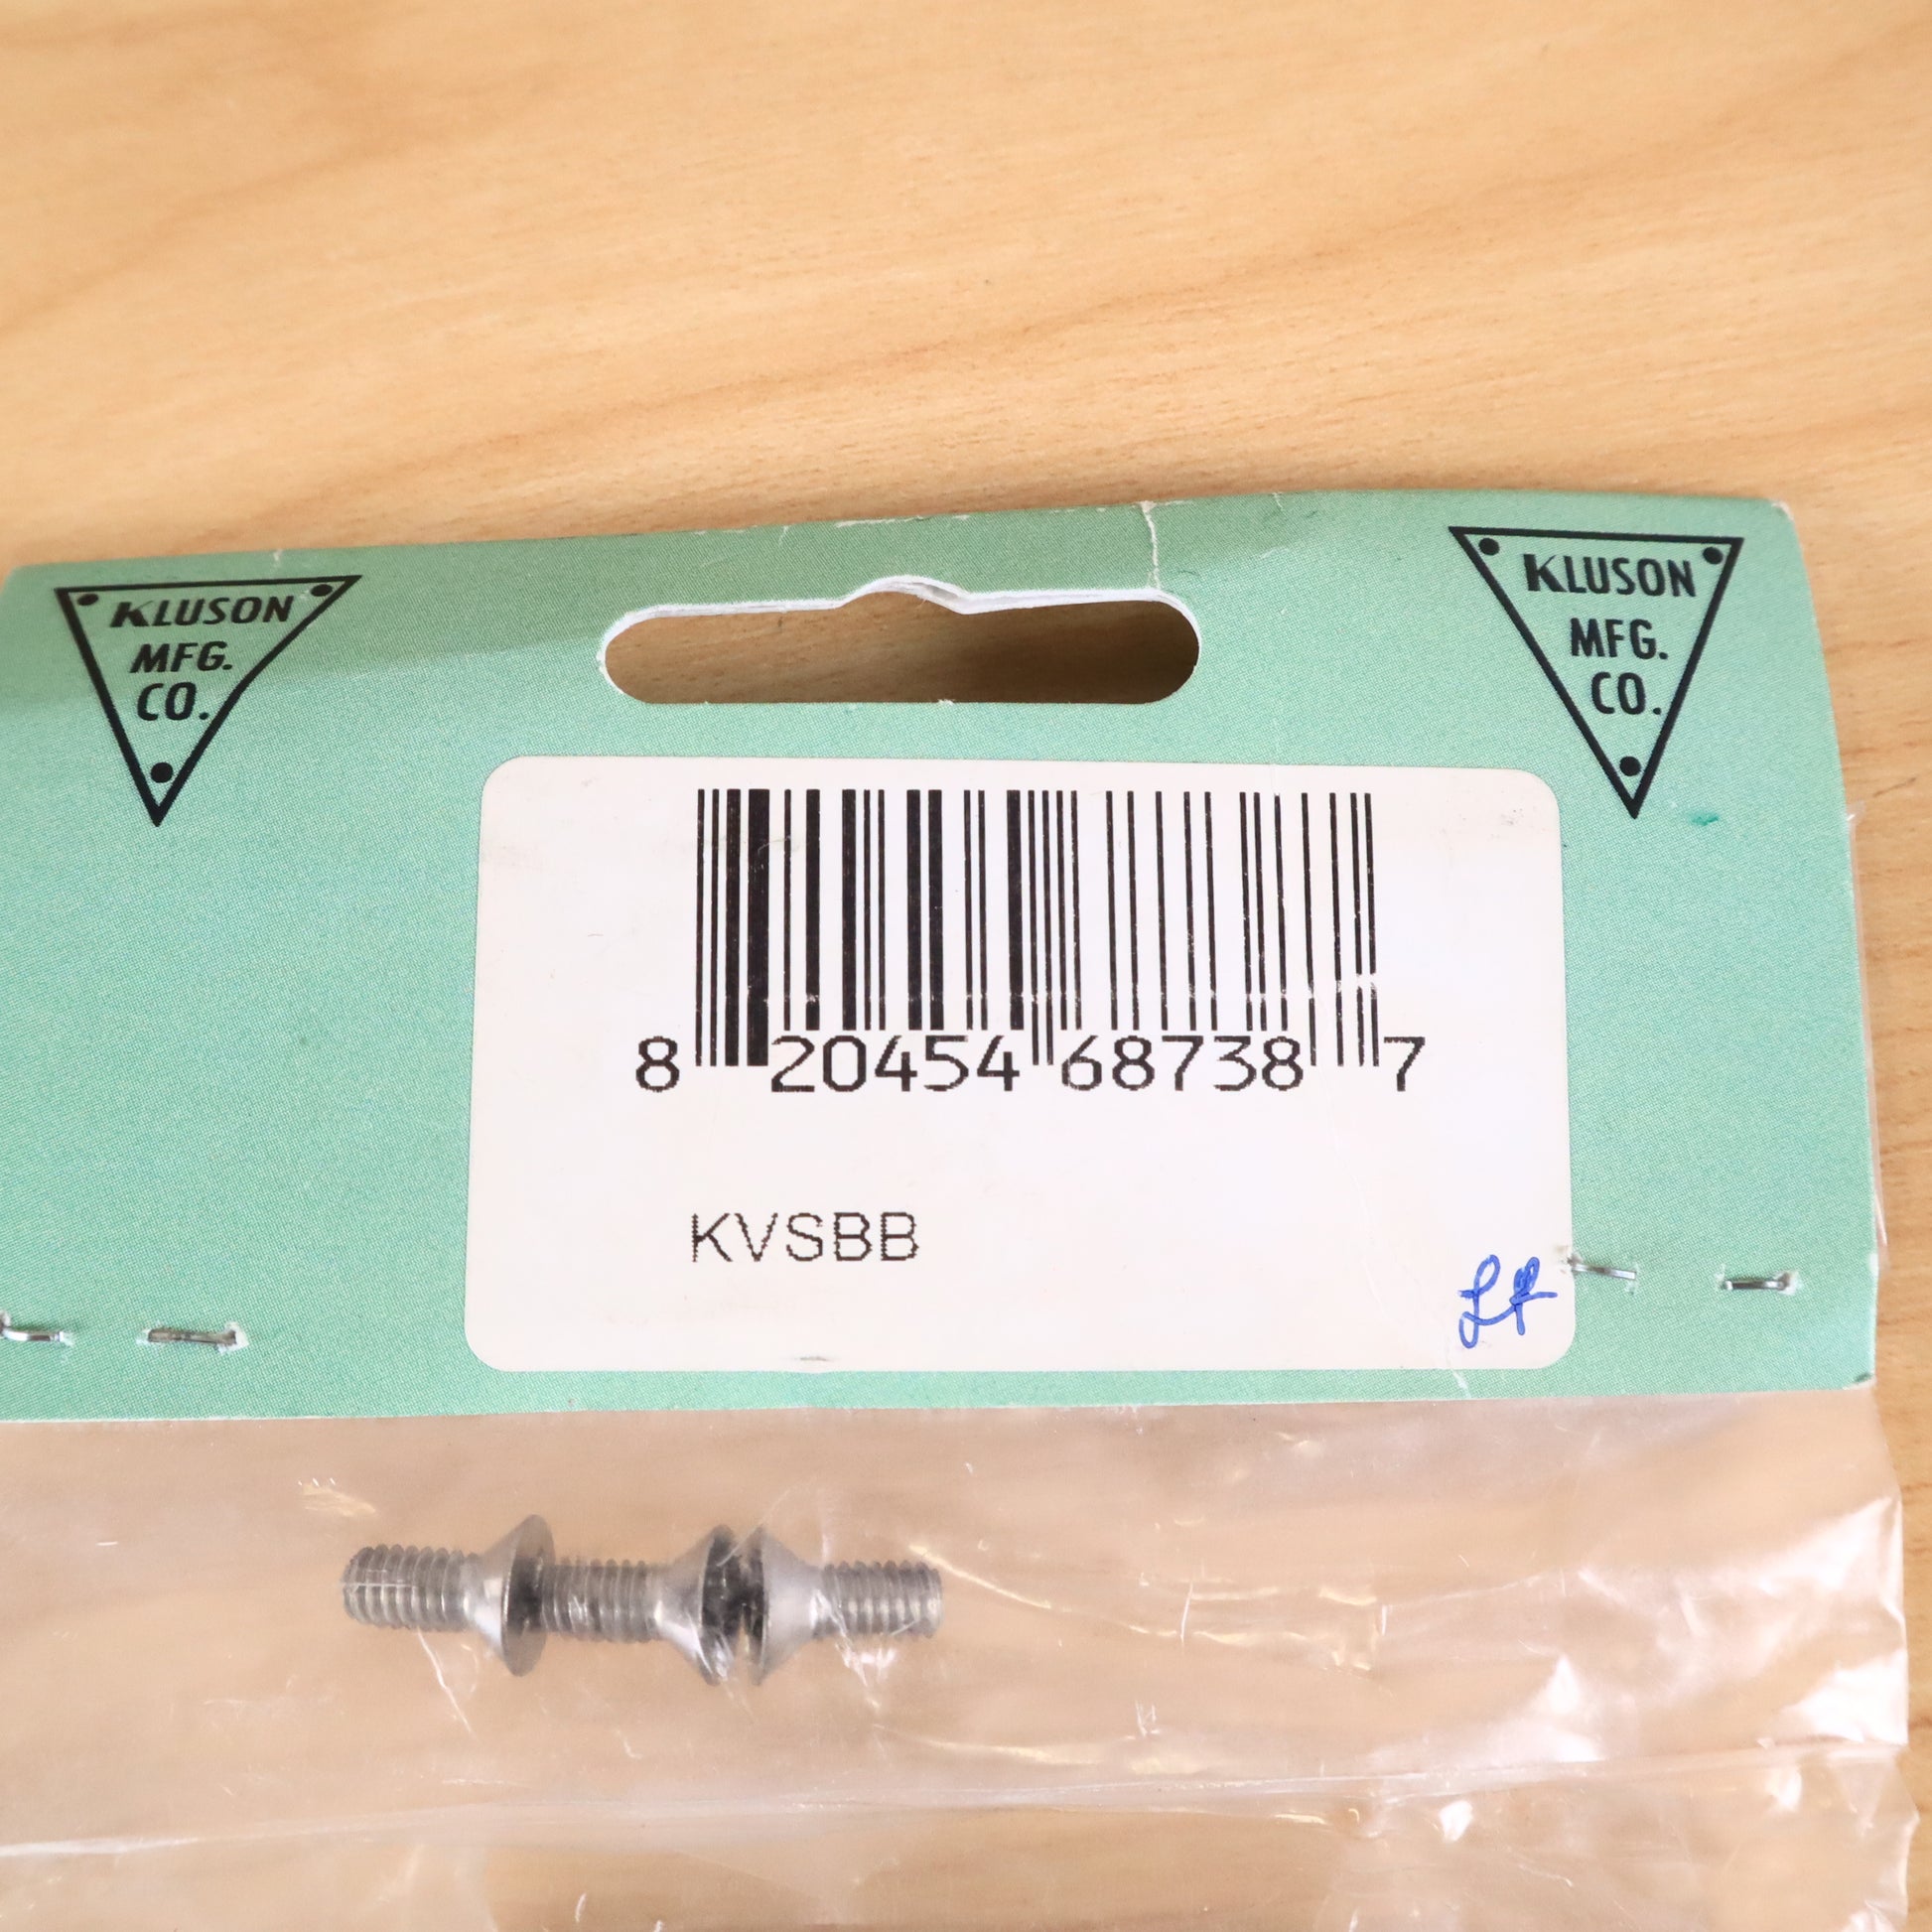 KLUSON
MFG.
CO.
KLUSON
MFG.
CO.
8 20454 68738 7
KVSBB